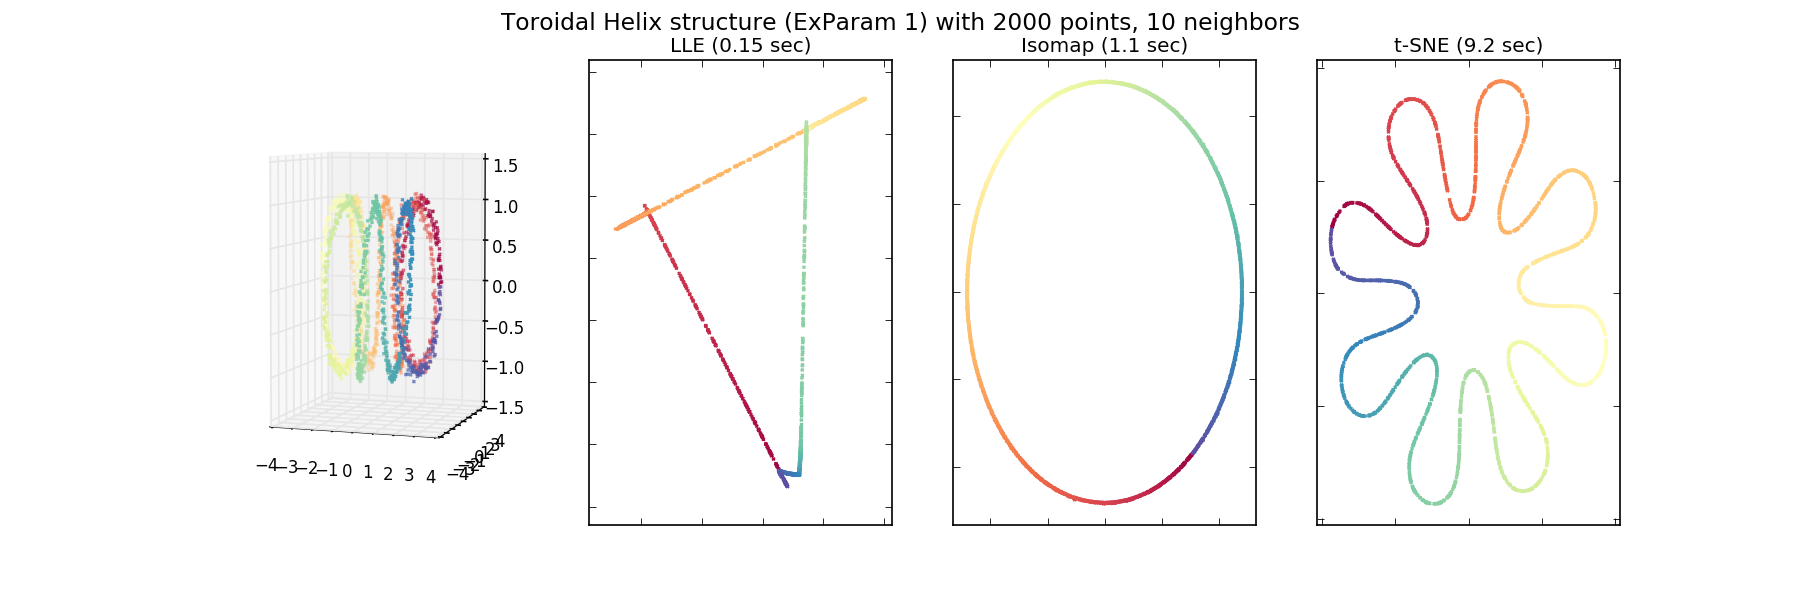 Toroidal Helix structure (ExParam 1) with 2000 points, 10 neighbors
LLE (0.15 sec)
Isomap (1.1 sec)
t-SNE (9.2 sec)
1.5
1.0
0.5
0.0
−0.5
−1.0
−1.5
−4−3−2−1 0 1 2 3 4
4